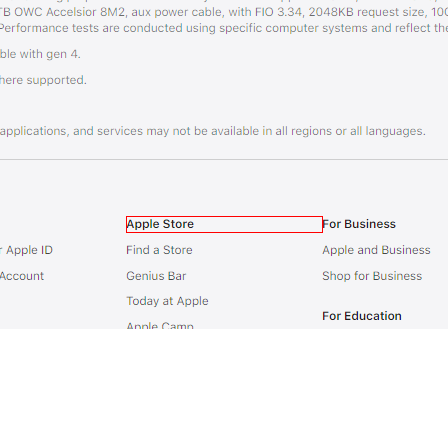 TB OWC Accelsior 8M2, aux power cable, with FIO 3.34, 2048KB request size,
Performance tests are conducted using specific computer systems and reflect
ble with gen 4.
here supported.
applications, and services may not be available in all regions or all languages.
Apple Store
For Business
Apple ID
Find a Store
Apple and Business
Account
Genius Bar
Shop for Business
Today at Apple
For Education
Apple Camp